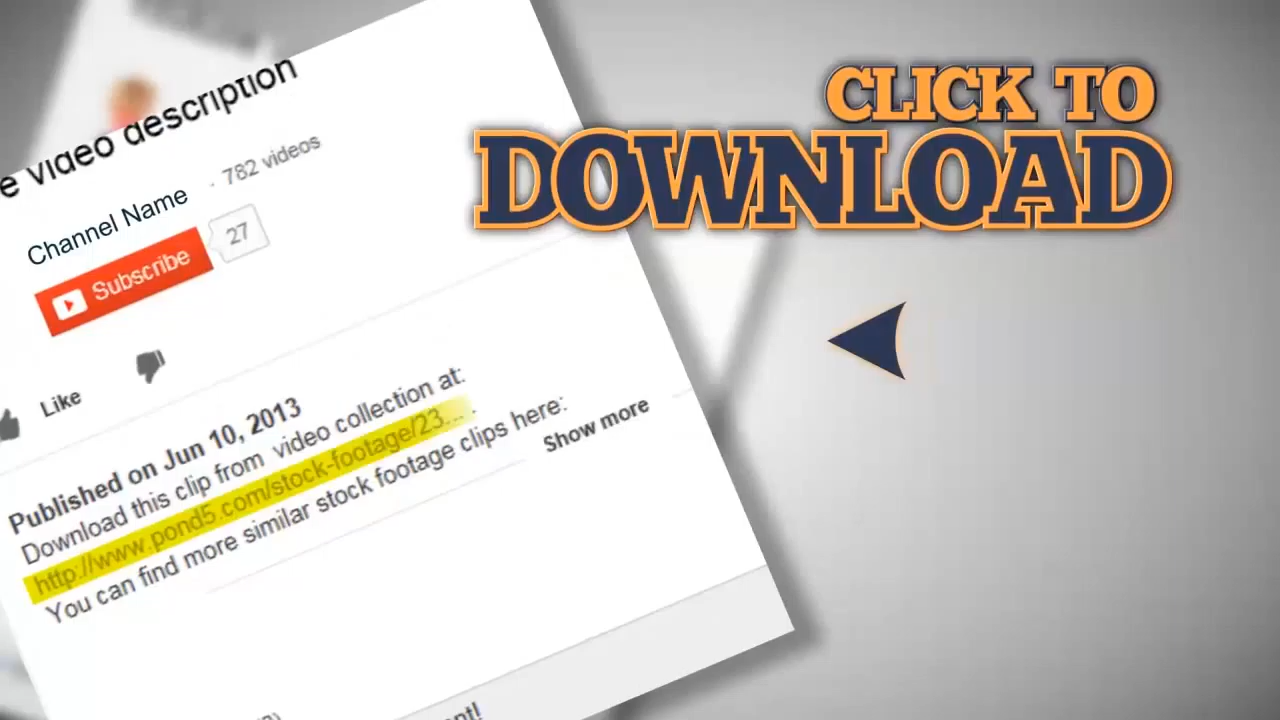 e video description
Channel Name · 782 videos
Subscribe 27
Like
Published on Jun 10, 2013
Download this clip from video collection at:
http://www.pond5.com/stock-footage/23... .
You can find more similar stock footage clips here:
Show more
CLICK TO
DOWNLOAD